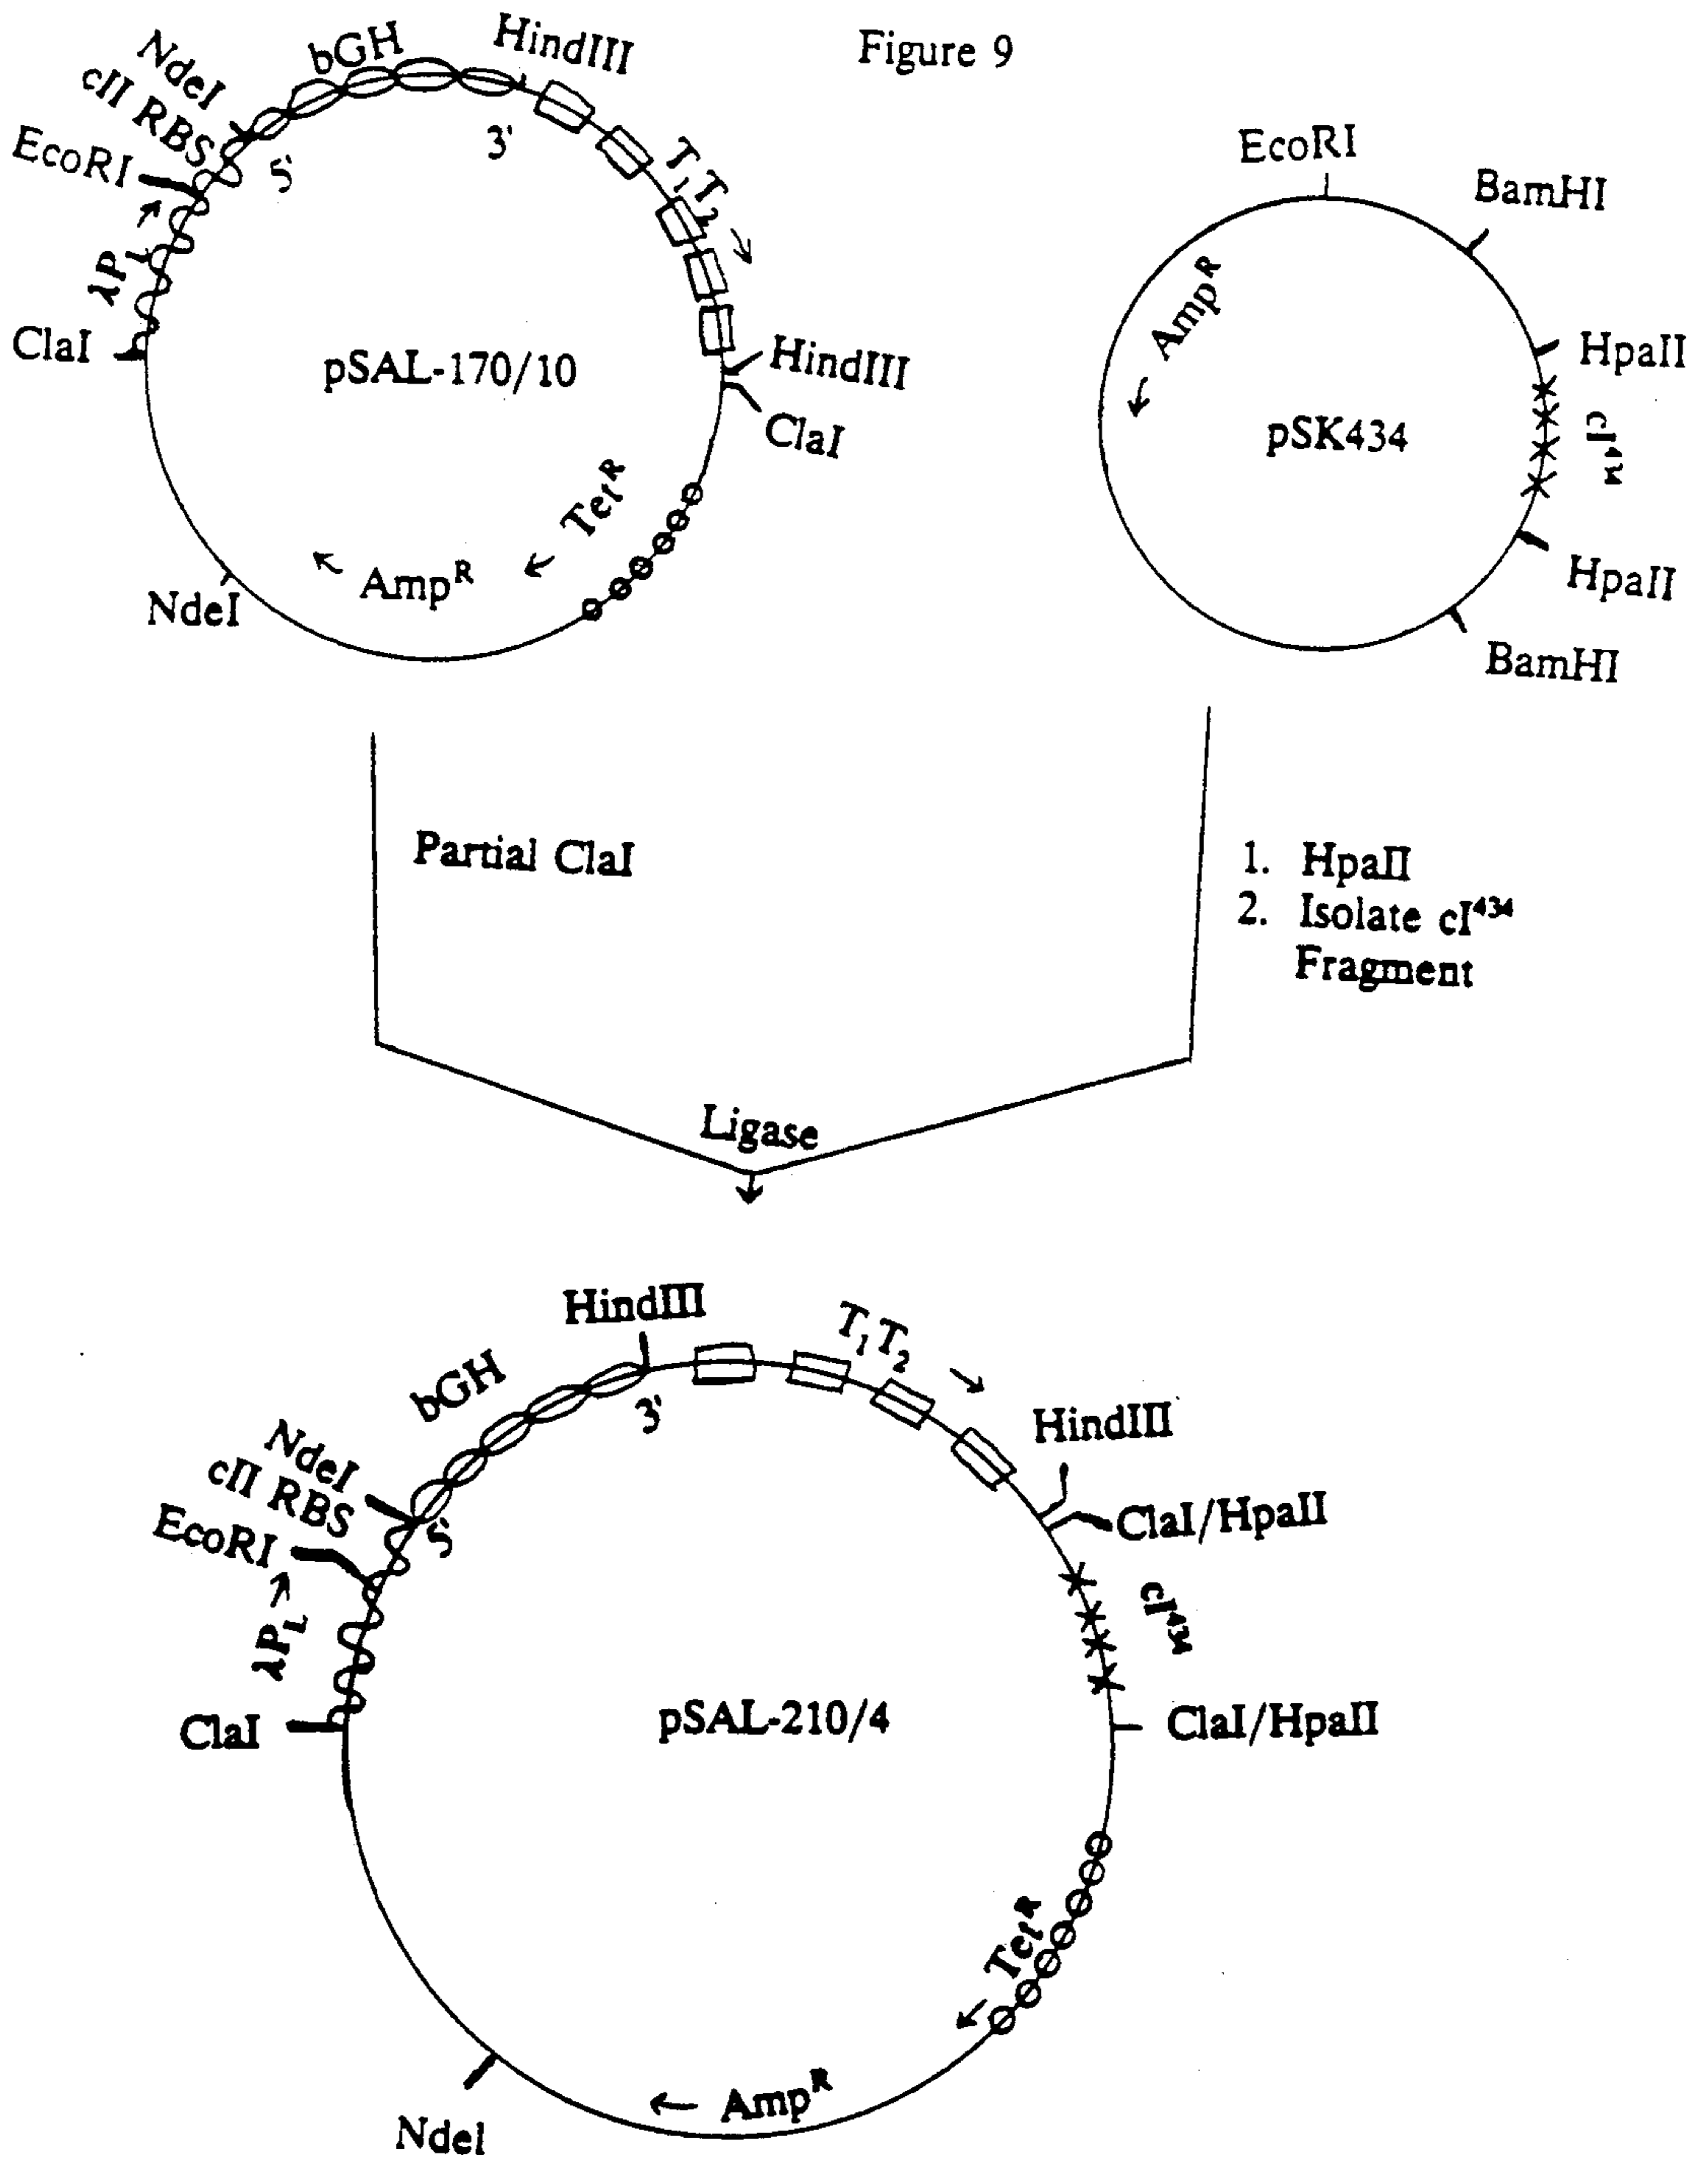 Figure 9
NdeI
cII RBS
EcoRI
bGH
HindIII
5'
3'
T₁T₂
λPL
ClaI
pSAL-170/10
HindIII
ClaI
Tetᴿ
Ampᴿ
NdeI
EcoRI
BamHI
Ampᴿ
HpaII
pSK434
cI⁴³⁴
HpaII
BamHI
Partial ClaI
1. HpaII
2. Isolate cI⁴³⁴
Fragment
Ligase
HindIII
T₁T₂
bGH
3'
HindIII
NdeI
cII RBS
5'
EcoRI
ClaI/HpaII
λPL
cI⁴³⁴
ClaI
pSAL-210/4
ClaI/HpaII
Tetᴿ
Ampᴿ
NdeI